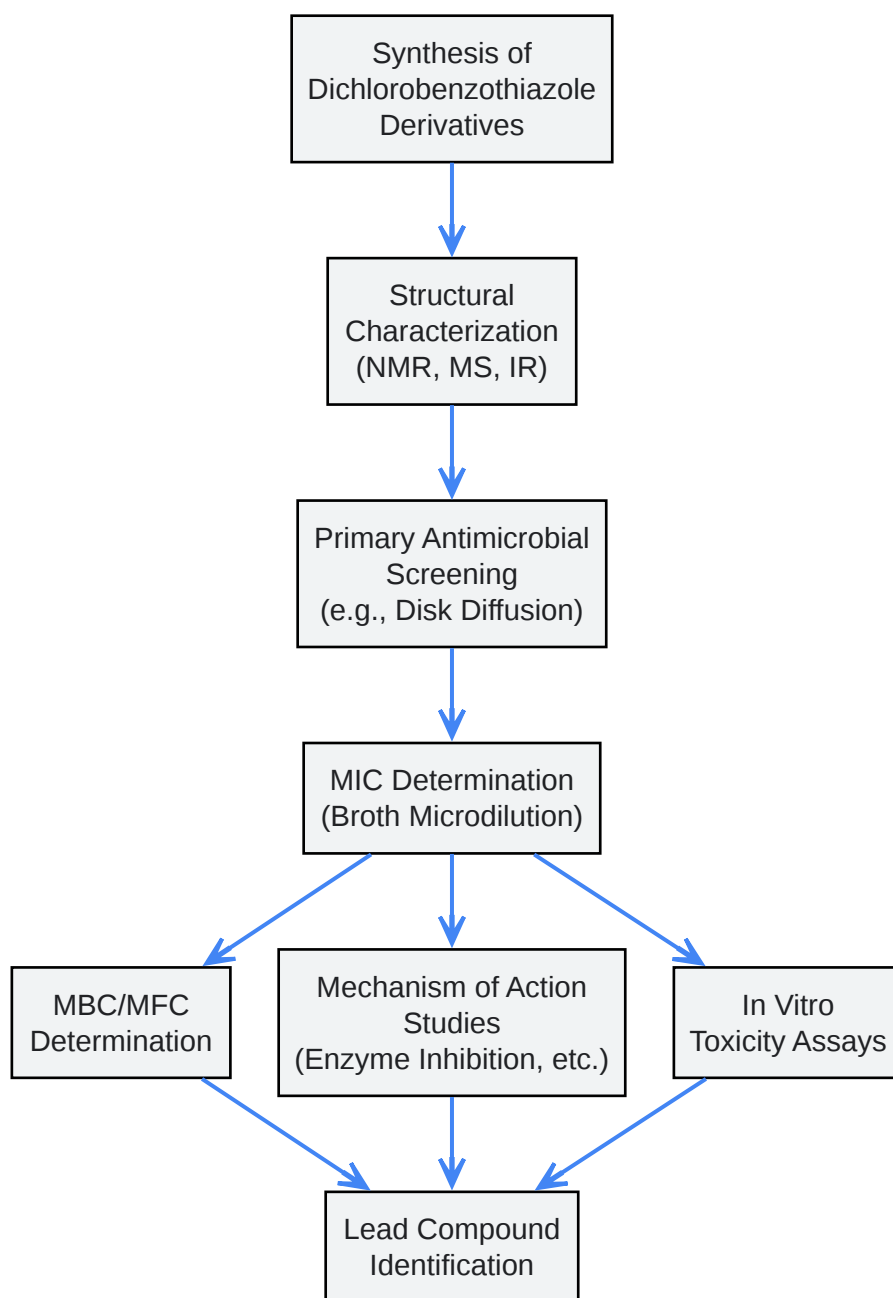 Synthesis of
Dichlorobenzothiazole
Derivatives
Structural
Characterization
(NMR, MS, IR)
Primary Antimicrobial
Screening
(e.g., Disk Diffusion)
MIC Determination
(Broth Microdilution)
MBC/MFC
Determination
Mechanism of Action
Studies
(Enzyme Inhibition, etc.)
In Vitro
Toxicity Assays
Lead Compound
Identification